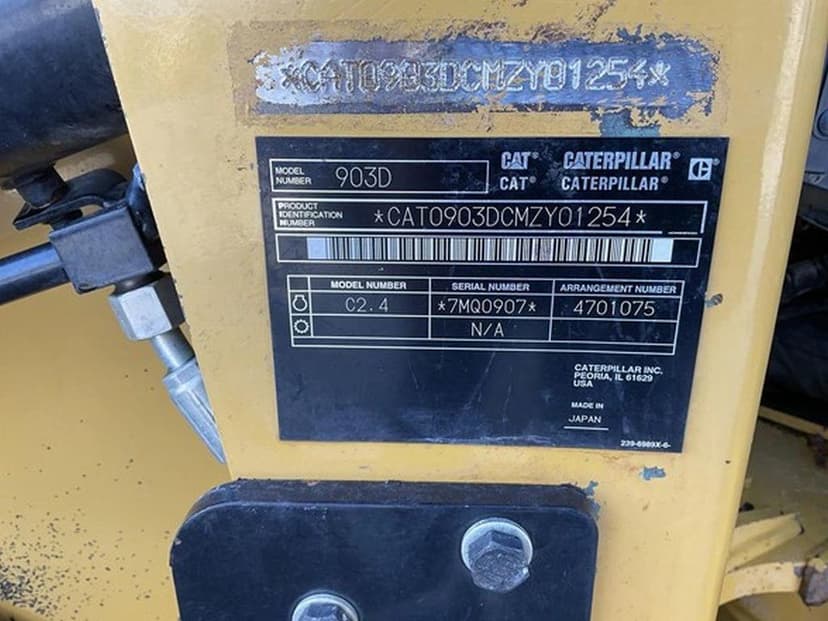 *CAT0903DCMZY01254*
CAT® CATERPILLAR®
MODEL NUMBER 903D
CAT® CATERPILLAR®
PRODUCT IDENTIFICATION NUMBER *CAT0903DCMZY01254*
MODEL NUMBER SERIAL NUMBER ARRANGEMENT NUMBER
C2.4 *7MQ0907* 4701075
N/A
CATERPILLAR INC.
PEORIA, IL 61629
USA
MADE IN
JAPAN
239-6989X-6-